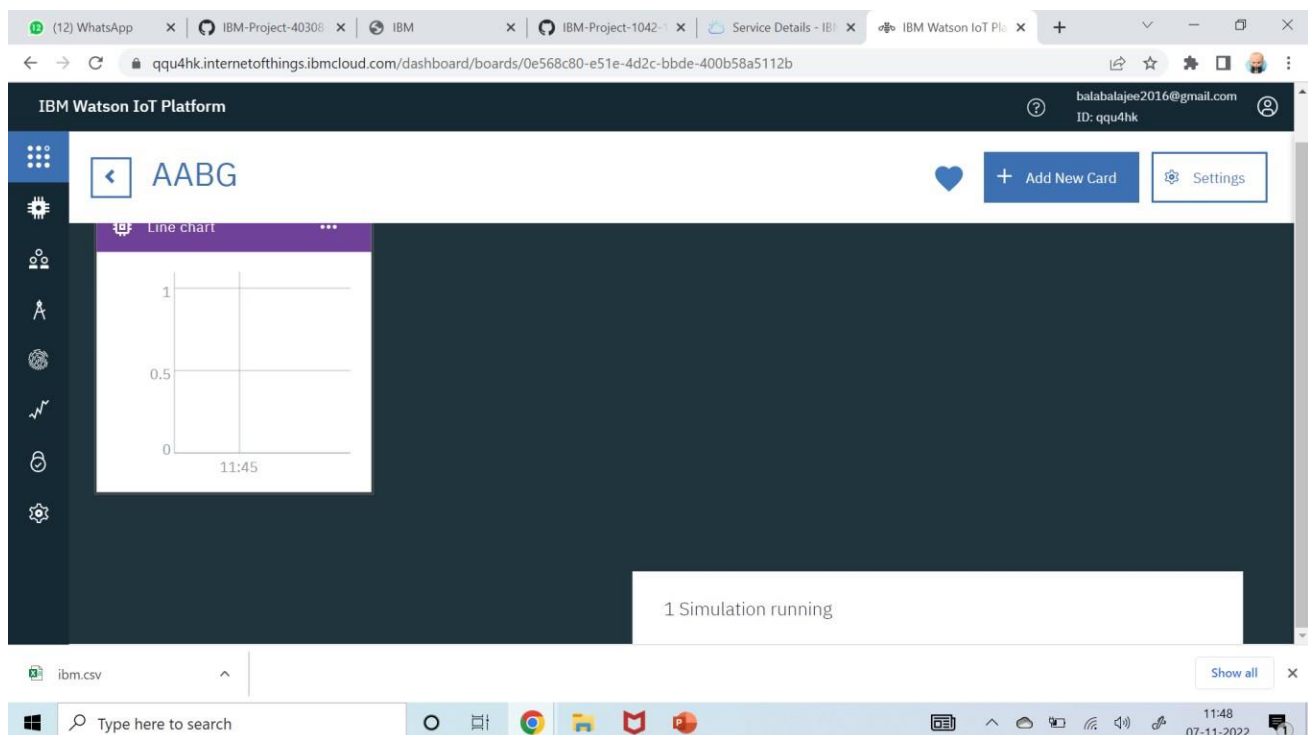 (12) WhatsApp
IBM-Project-40308
IBM
IBM-Project-1042-1
Service Details - IB
IBM Watson IoT Pla
qqu4hk.internetofthings.ibmcloud.com/dashboard/boards/0e568c80-e51e-4d2c-bbde-400b58a5112b
IBM Watson IoT Platform
balabalajee2016@gmail.com
ID: qqu4hk
AABG
+ Add New Card
Settings
Line chart
1
0.5
0
11:45
1 Simulation running
ibm.csv
Show all
Type here to search
11:48
07-11-2022